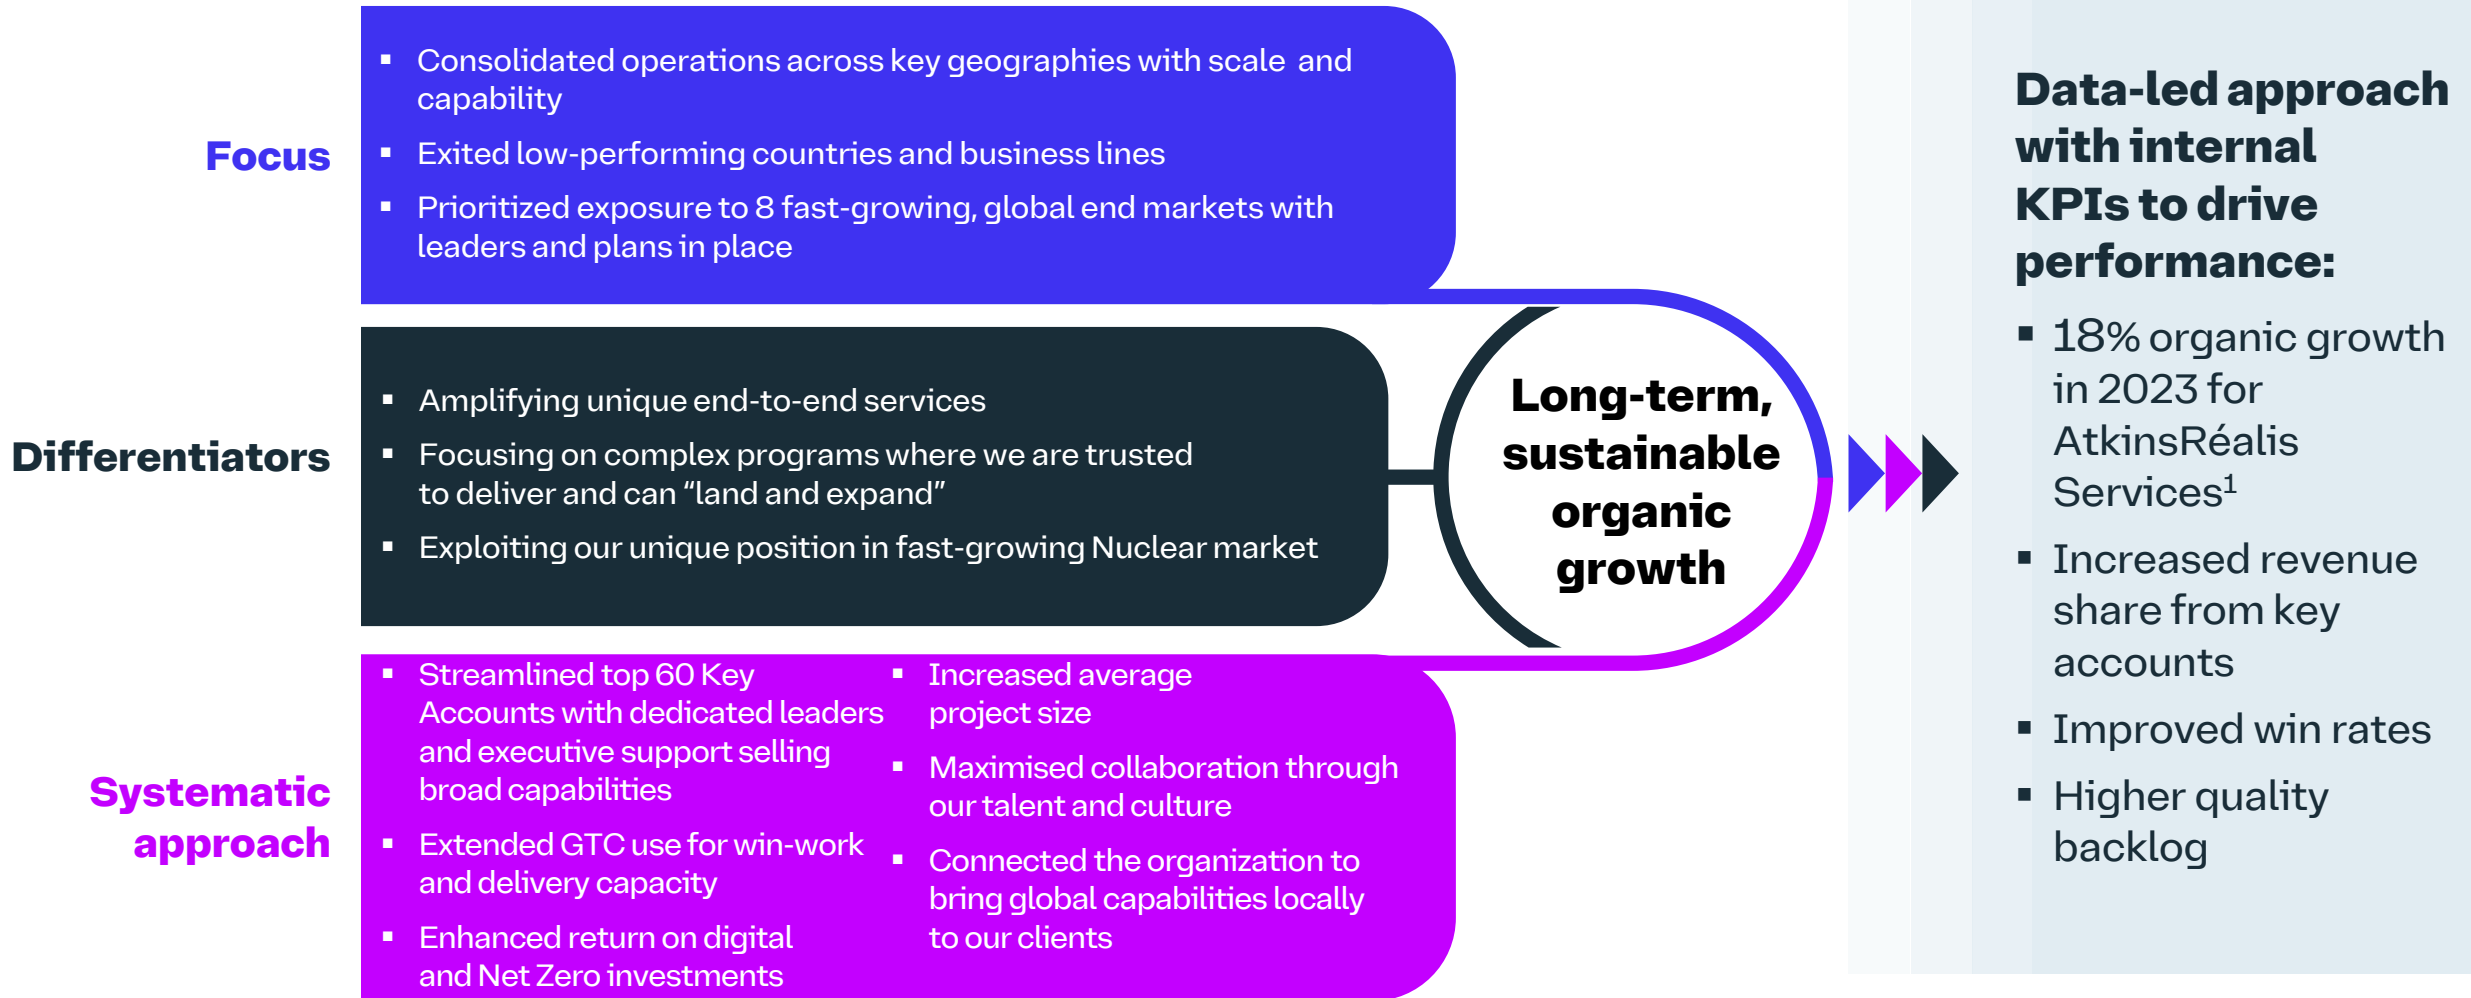 Focus
▪ Consolidated operations across key geographies with scale and
capability
▪ Exited low-performing countries and business lines
▪ Prioritized exposure to 8 fast-growing, global end markets with
leaders and plans in place
Differentiators
▪ Amplifying unique end-to-end services
▪ Focusing on complex programs where we are trusted
to deliver and can “land and expand”
▪ Exploiting our unique position in fast-growing Nuclear market
Systematic
approach
▪ Streamlined top 60 Key
Accounts with dedicated leaders
and executive support selling
broad capabilities
▪ Extended GTC use for win-work
and delivery capacity
▪ Enhanced return on digital
and Net Zero investments
▪ Increased average
project size
▪ Maximised collaboration through
our talent and culture
▪ Connected the organization to
bring global capabilities locally
to our clients
Long-term,
sustainable
organic
growth
Data-led approach
with internal
KPIs to drive
performance:
▪ 18% organic growth
in 2023 for
AtkinsRéalis
Services¹
▪ Increased revenue
share from key
accounts
▪ Improved win rates
▪ Higher quality
backlog